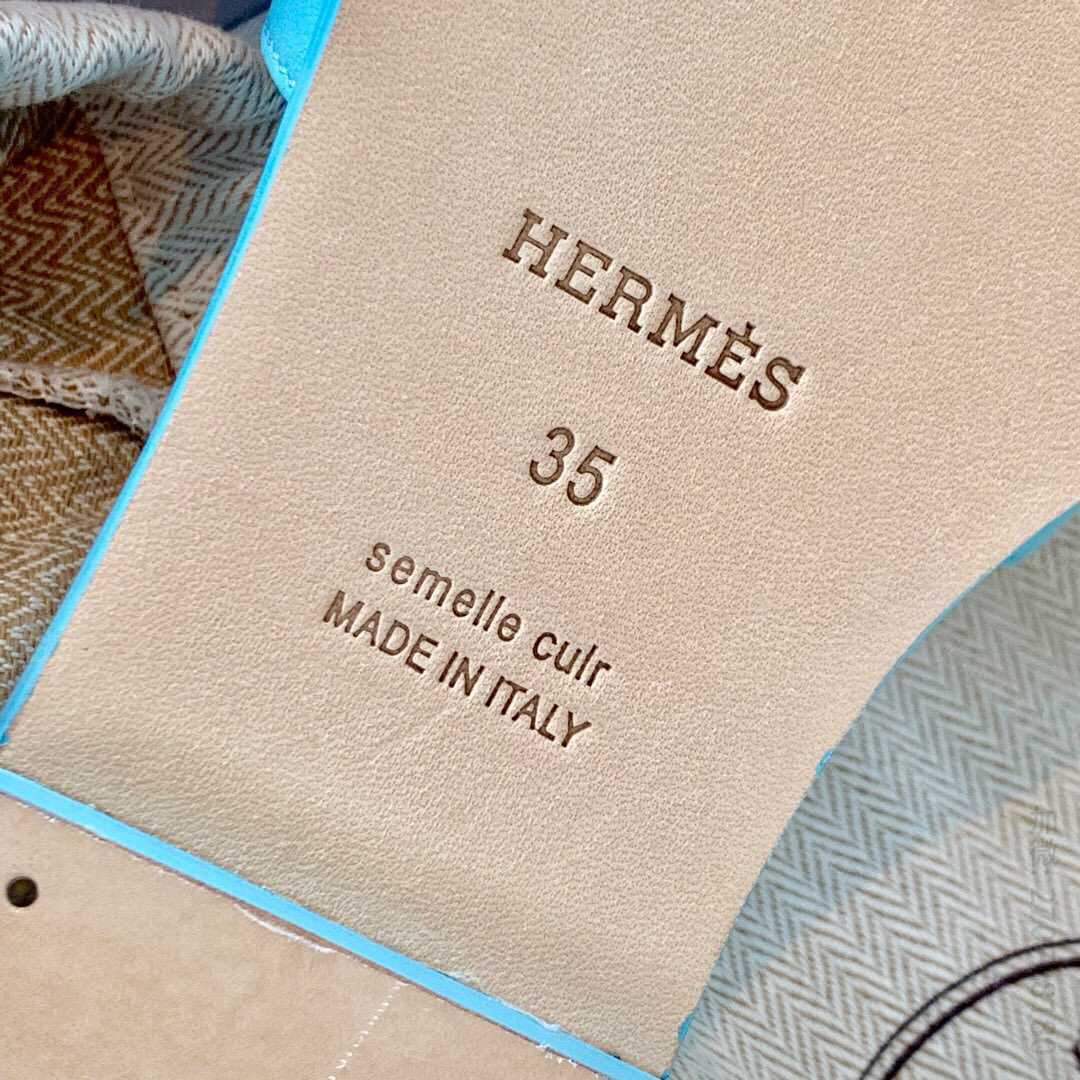 HERMÈS
35
semelle cuir
MADE IN ITALY